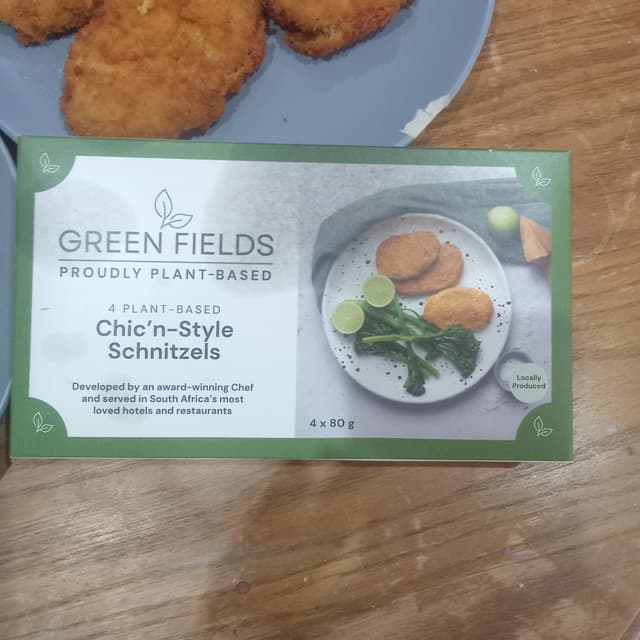 GREEN FIELDS
PROUDLY PLANT-BASED
4 PLANT-BASED
Chic'n-Style
Schnitzels
Developed by an award-winning Chef
and served in South Africa's most
loved hotels and restaurants
4 x 80 g
Locally
Produced